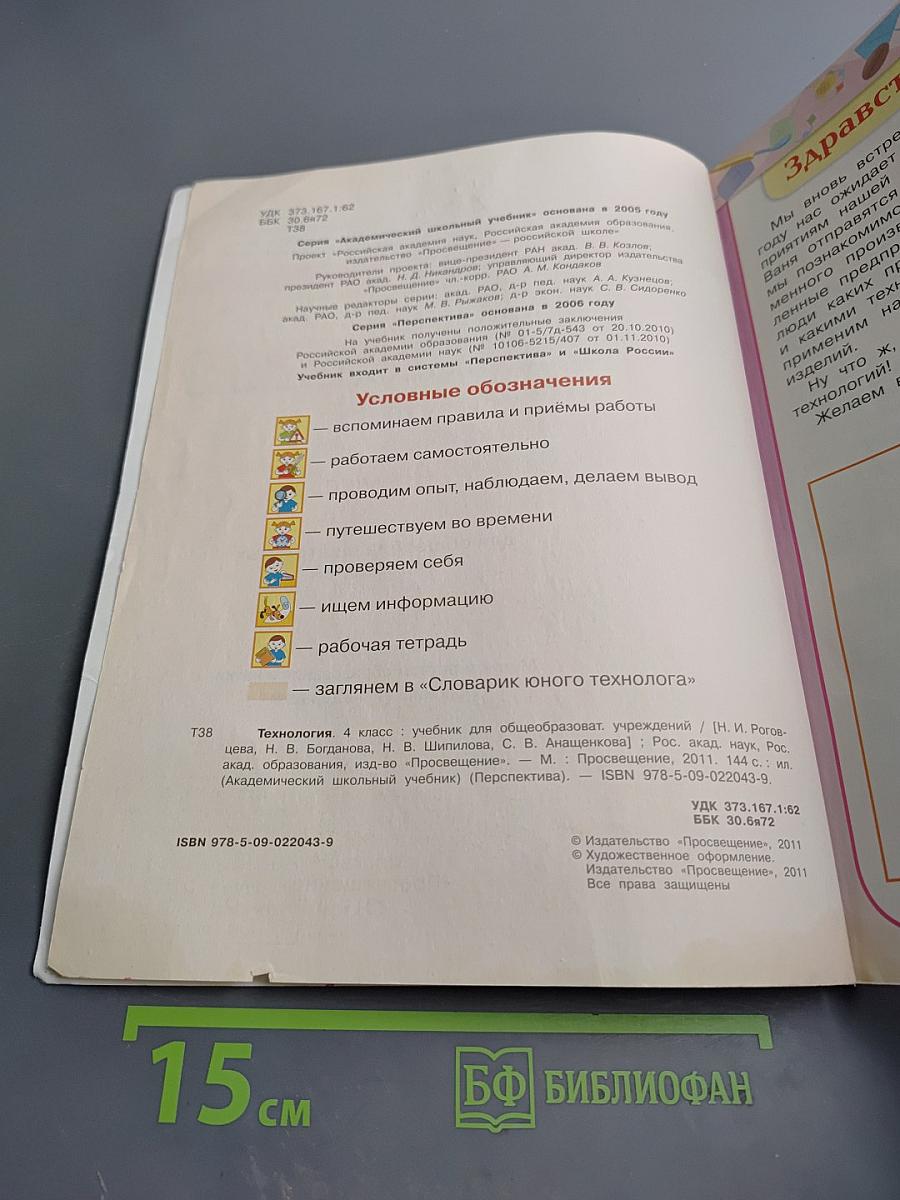 УДК 373.167.1:62
ББК 30.6я72
Т38
Серия «Академический школьный учебник» основана в 2005 году
Проект «Российская академия наук, Российская академия образования,
издательство «Просвещение» — российской школе»
Руководители проекта: вице-президент РАН акад. В. В. Козлов;
президент РАО акад. Н. Д. Никандров; управляющий директор издательства
«Просвещение» чл.-корр. РАО А. М. Кондаков
Научные редакторы серии: акад. РАО, д-р пед. наук А. А. Кузнецов;
акад. РАО, д-р пед. наук М. В. Рыжаков; д-р экон. наук С. В. Сидоренко
Серия «Перспектива» основана в 2006 году
На учебник получены положительные заключения
Российской академии образования (№ 01-5/7д-543 от 20.10.2010)
и Российской академии наук (№ 10106-5215/407 от 01.11.2010)
Учебник входит в системы «Перспектива» и «Школа России»
Условные обозначения
— вспоминаем правила и приёмы работы
— работаем самостоятельно
— проводим опыт, наблюдаем, делаем вывод
— путешествуем во времени
— проверяем себя
— ищем информацию
— рабочая тетрадь
— заглянем в «Словарик юного технолога»
Т38 Технология. 4 класс : учебник для общеобразоват. учреждений / [Н. И. Рогов-
цева, Н. В. Богданова, Н. В. Шипилова, С. В. Анащенкова] ; Рос. акад. наук, Рос.
акад. образования, изд-во «Просвещение». — М. : Просвещение, 2011. 144 с. : ил.
(Академический школьный учебник) (Перспектива). — ISBN 978-5-09-022043-9.
УДК 373.167.1:62
ББК 30.6я72
ISBN 978-5-09-022043-9
© Издательство «Просвещение», 2011
© Художественное оформление.
Издательство «Просвещение», 2011
Все права защищены
Здравст
Мы вновь встре
году нас ожидает
приятиям нашей
Ваня отправятся
мы познакомимо
менного произв
ленные предпр
люди каких пр
и какими техн
применим на
изделий.
Ну что ж,
технологий!
Желаем в
15 см
БФ БИБЛИОФАН